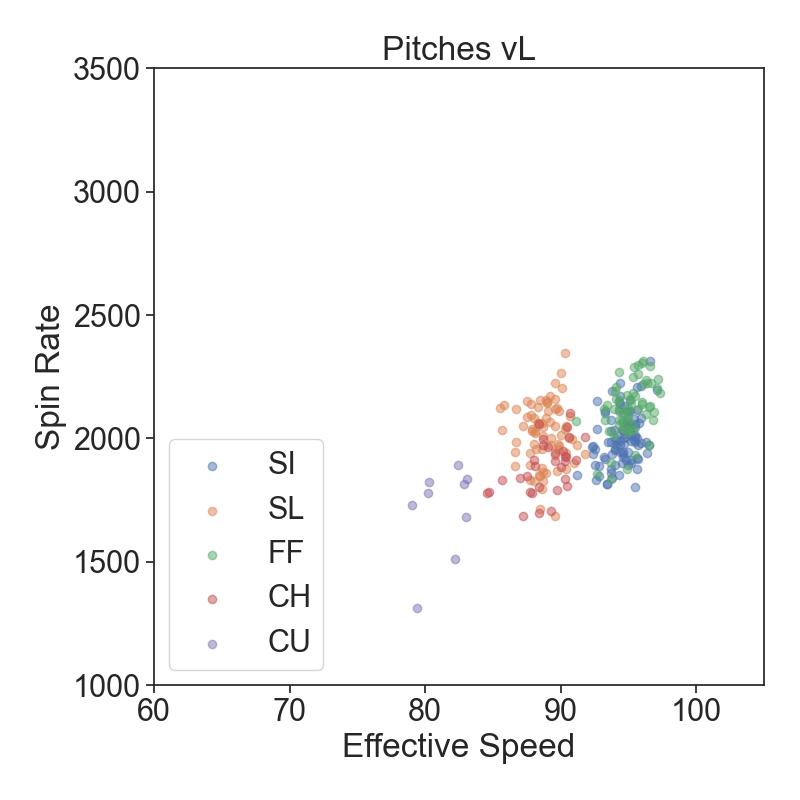 Pitches vL
3500
3000
2500
2000
1500
1000
Spin Rate
SI
SL
FF
CH
CU
60 70 80 90 100
Effective Speed